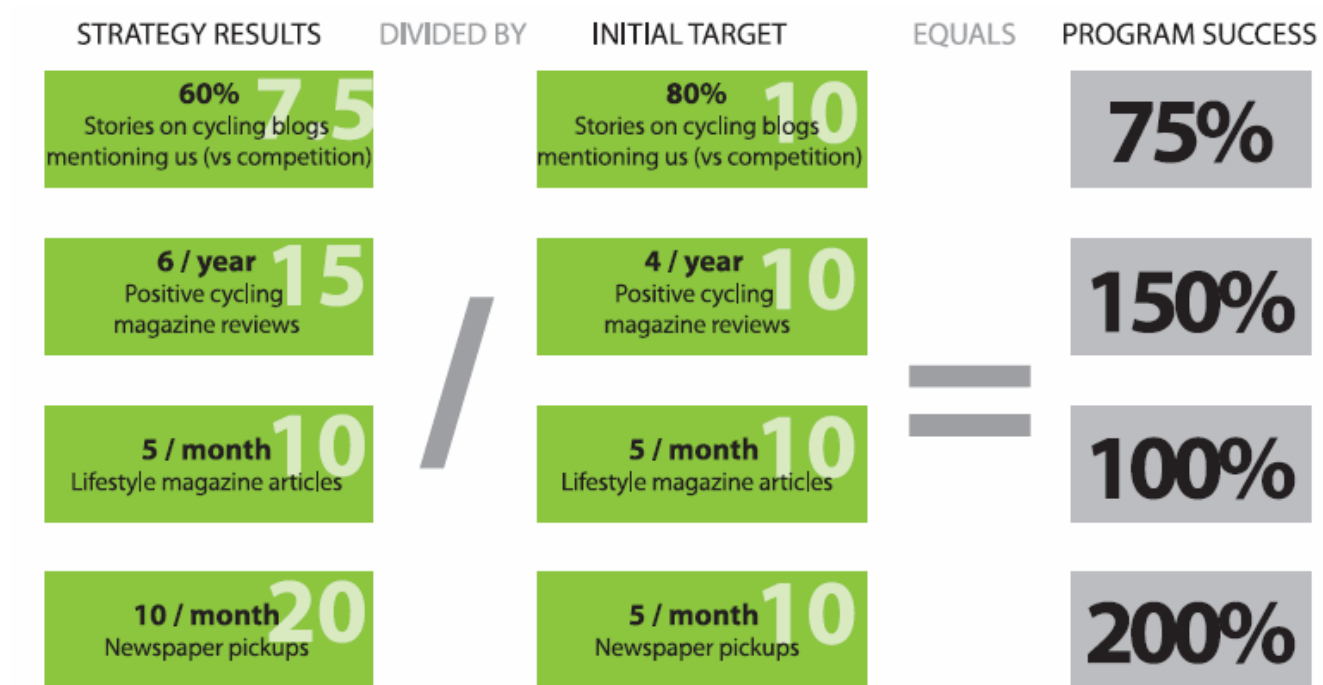 STRATEGY RESULTS DIVIDED BY INITIAL TARGET EQUALS PROGRAM SUCCESS
60% 7.5
Stories on cycling blogs
mentioning us (vs competition)
80% 10
Stories on cycling blogs
mentioning us (vs competition)
75%
6 / year 15
Positive cycling
magazine reviews
4 / year 10
Positive cycling
magazine reviews
150%
/
=
5 / month 10
Lifestyle magazine articles
5 / month 10
Lifestyle magazine articles
100%
10 / month 20
Newspaper pickups
5 / month 10
Newspaper pickups
200%